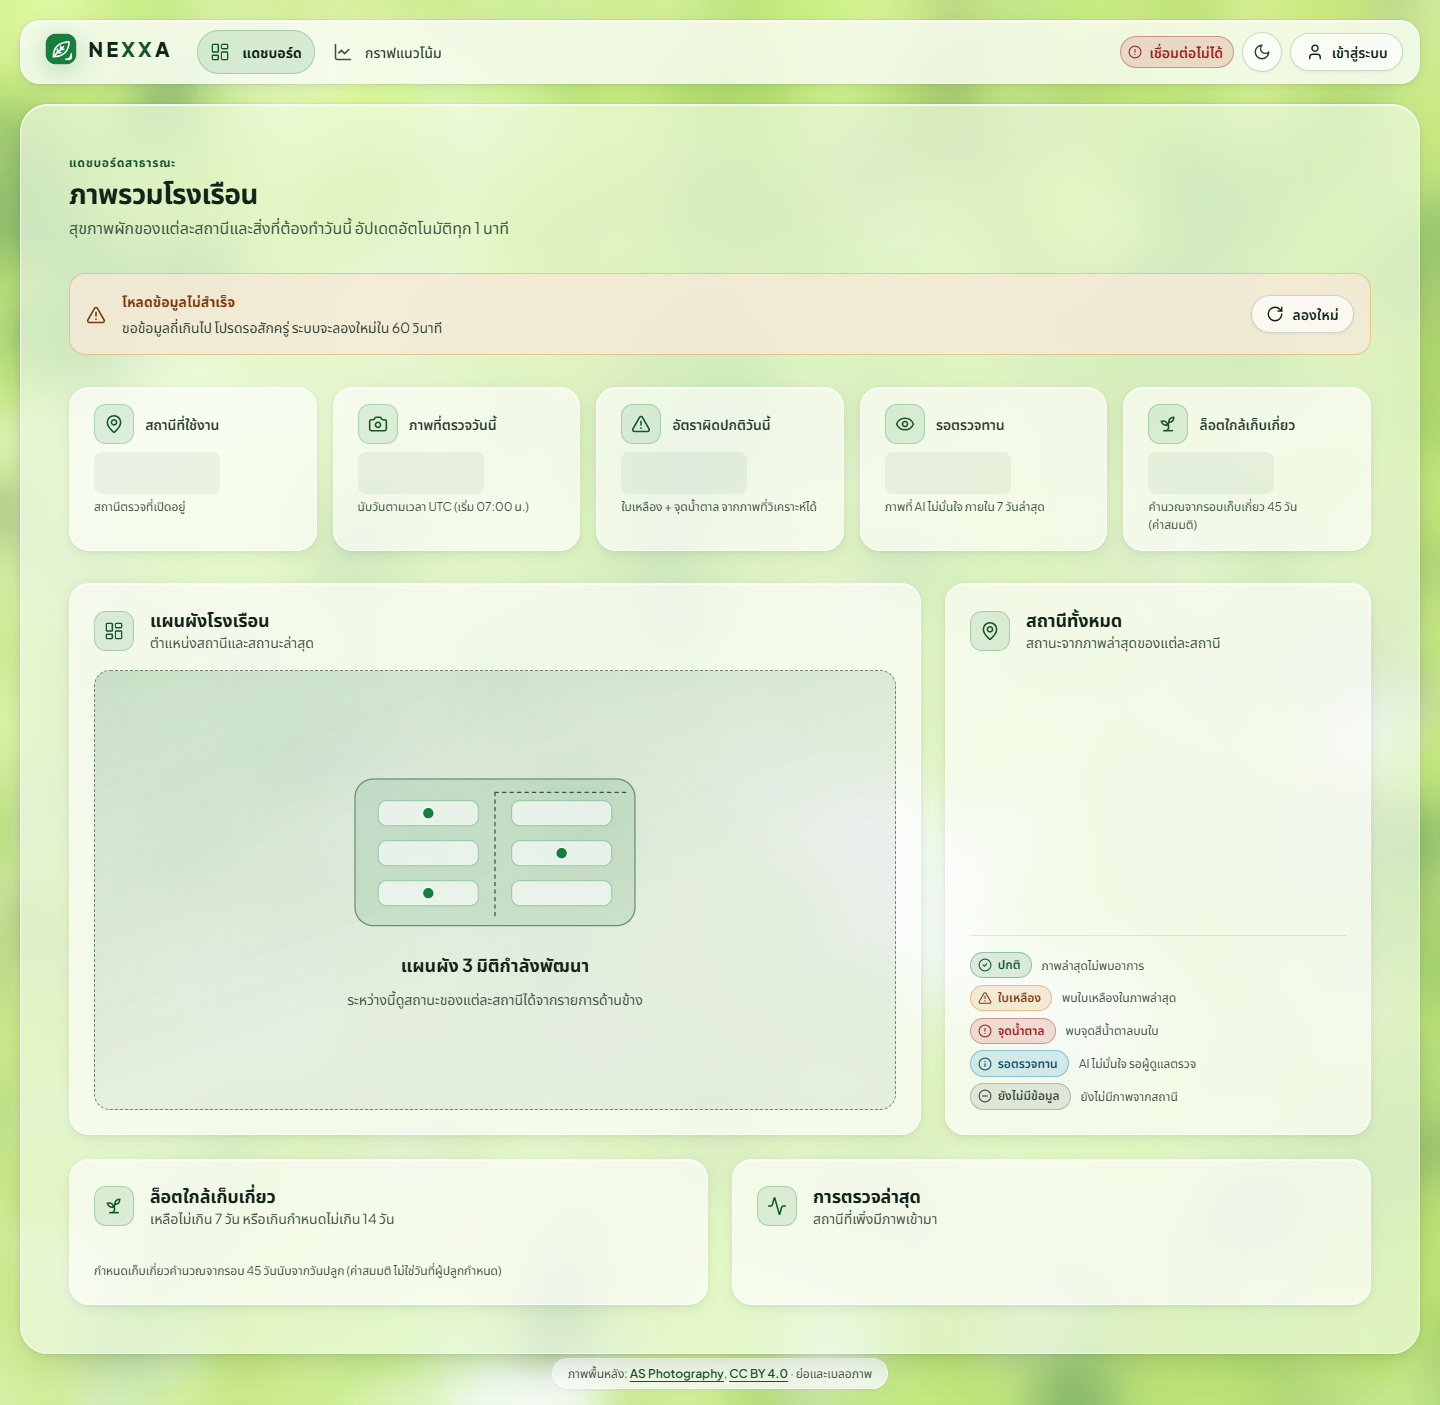 NEXXA
แดชบอร์ด
กราฟแนวโน้ม
เชื่อมต่อไม่ได้
เข้าสู่ระบบ
แดชบอร์ดสาธารณะ
ภาพรวมโรงเรือน
สุขภาพผักของแต่ละสถานีและสิ่งที่ต้องทำวันนี้ อัปเดตอัตโนมัติทุก 1 นาที
โหลดข้อมูลไม่สำเร็จ
ขอข้อมูลถี่เกินไป โปรดรอสักครู่ ระบบจะลองใหม่ใน 60 วินาที
ลองใหม่
สถานีที่ใช้งาน
สถานีตรวจที่เปิดอยู่
ภาพที่ตรวจวันนี้
นับวันตามเวลา UTC (เริ่ม 07:00 น.)
อัตราผิดปกติวันนี้
ใบเหลือง + จุดน้ำตาล จากภาพที่วิเคราะห์ได้
รอตรวจทาน
ภาพที่ AI ไม่มั่นใจ ภายใน 7 วันล่าสุด
ล็อตใกล้เก็บเกี่ยว
คำนวณจากรอบเก็บเกี่ยว 45 วัน
(ค่าสมมติ)
แผนผังโรงเรือน
ตำแหน่งสถานีและสถานะล่าสุด
แผนผัง 3 มิติกำลังพัฒนา
ระหว่างนี้ดูสถานะของแต่ละสถานีได้จากรายการด้านข้าง
สถานีทั้งหมด
สถานะจากภาพล่าสุดของแต่ละสถานี
ปกติ ภาพล่าสุดไม่พบอาการ
ใบเหลือง พบใบเหลืองในภาพล่าสุด
จุดน้ำตาล พบจุดสีน้ำตาลบนใบ
รอตรวจทาน AI ไม่มั่นใจ รอผู้ดูแลตรวจ
ยังไม่มีข้อมูล ยังไม่มีภาพจากสถานี
ล็อตใกล้เก็บเกี่ยว
เหลือไม่เกิน 7 วัน หรือเกินกำหนดไม่เกิน 14 วัน
กำหนดเก็บเกี่ยวคำนวณจากรอบ 45 วันนับจากวันปลูก (ค่าสมมติ ไม่ใช่วันที่ผู้ปลูกกำหนด)
การตรวจล่าสุด
สถานีที่เพิ่งมีภาพเข้ามา
ภาพพื้นหลัง: AS Photography, CC BY 4.0 · ย่อและเบลอภาพ